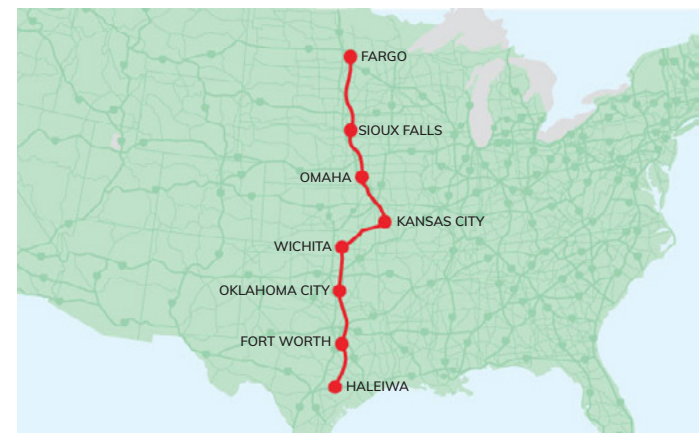 FARGO
SIOUX FALLS
OMAHA
KANSAS CITY
WICHITA
OKLAHOMA CITY
FORT WORTH
HALEIWA